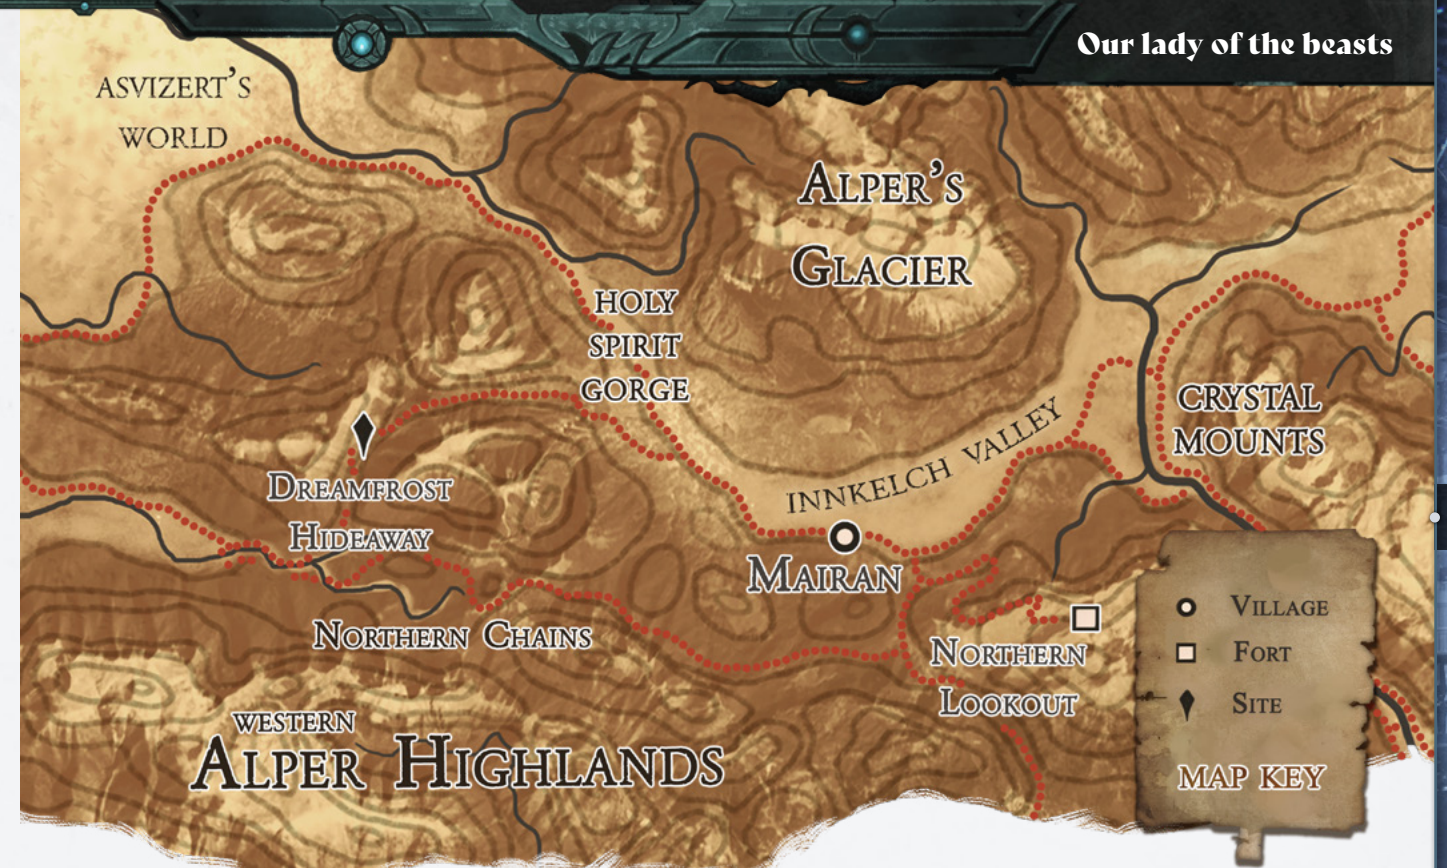 Our lady of the beasts
ASVIZERT'S
WORLD
ALPER'S
GLACIER
HOLY
SPIRIT
GORGE
CRYSTAL
MOUNTS
INNKELCH VALLEY
DREAMFROST
HIDEAWAY
MAIRAN
NORTHERN CHAINS
NORTHERN
LOOKOUT
WESTERN
ALPER HIGHLANDS
VILLAGE
FORT
SITE
MAP KEY